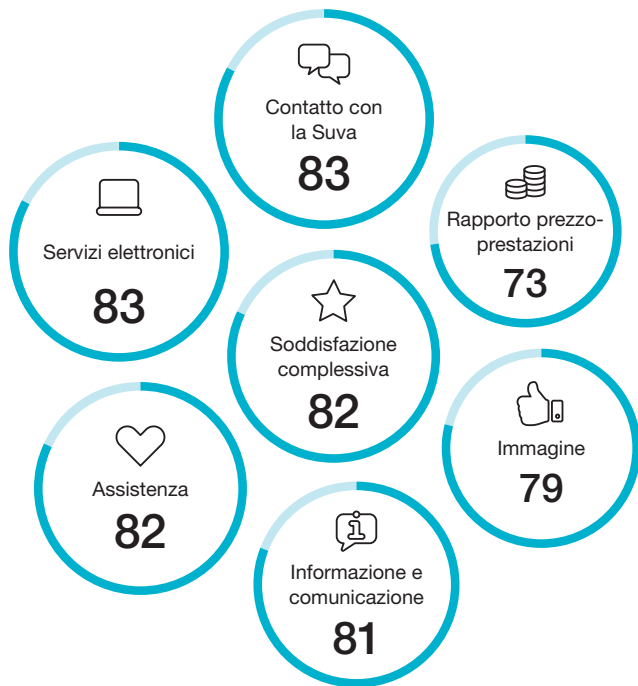 Contatto con
la Suva
83
Servizi elettronici
83
Rapporto prezzo-
prestazioni
73
Soddisfazione
complessiva
82
Assistenza
82
Immagine
79
Informazione e
comunicazione
81